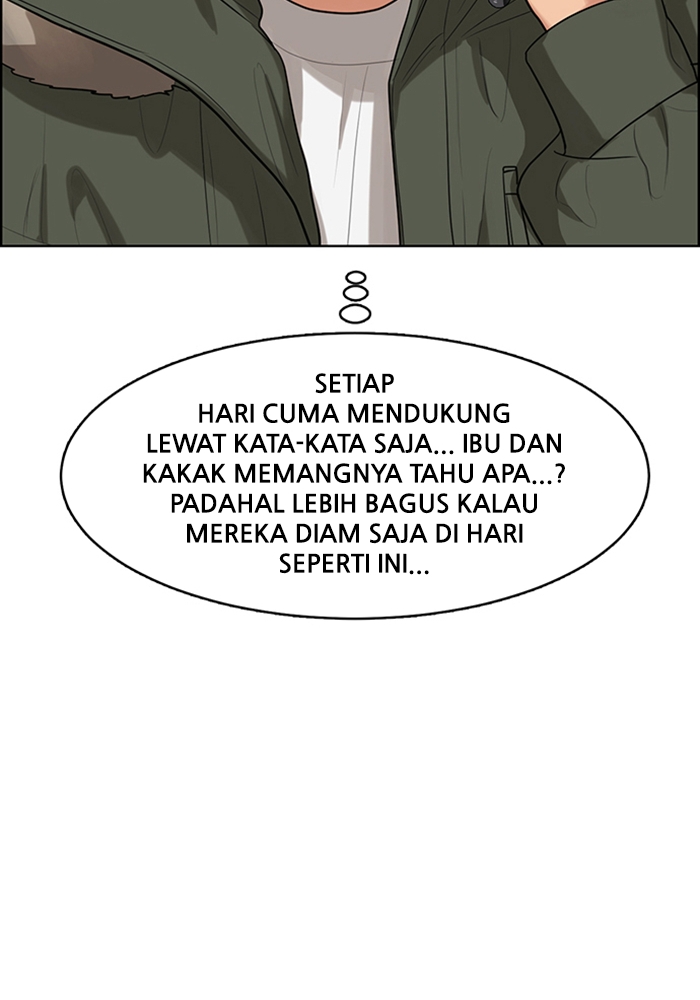 SETIAP
HARI CUMA MENDUKUNG
LEWAT KATA-KATA SAJA... IBU DAN
KAKAK MEMANGNYA TAHU APA...?
PADAHAL LEBIH BAGUS KALAU
MEREKA DIAM SAJA DI HARI
SEPERTI INI...